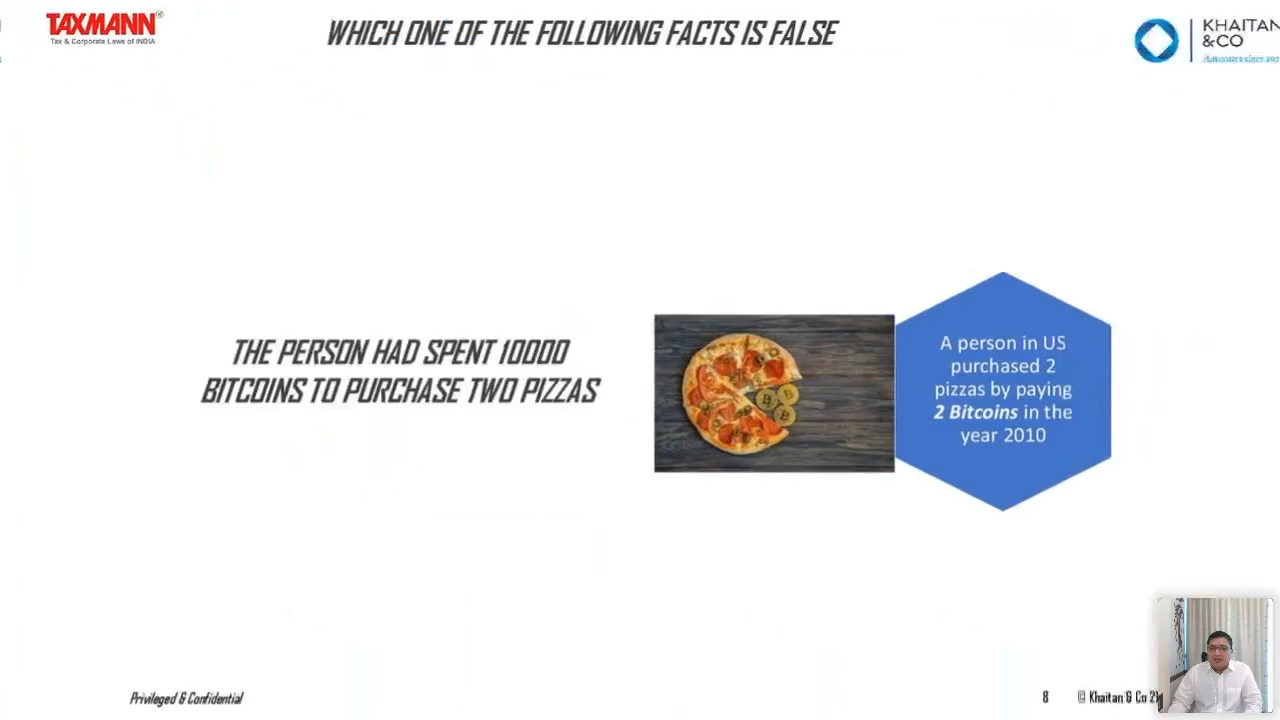 TAXMANN®
Tax & Corporate Laws of INDIA
WHICH ONE OF THE FOLLOWING FACTS IS FALSE
KHAITAN
&CO
THE PERSON HAD SPENT 10000
BITCOINS TO PURCHASE TWO PIZZAS
A person in US
purchased 2
pizzas by paying
2 Bitcoins in the
year 2010
Privileged & Confidential
8
© Khaitan & Co